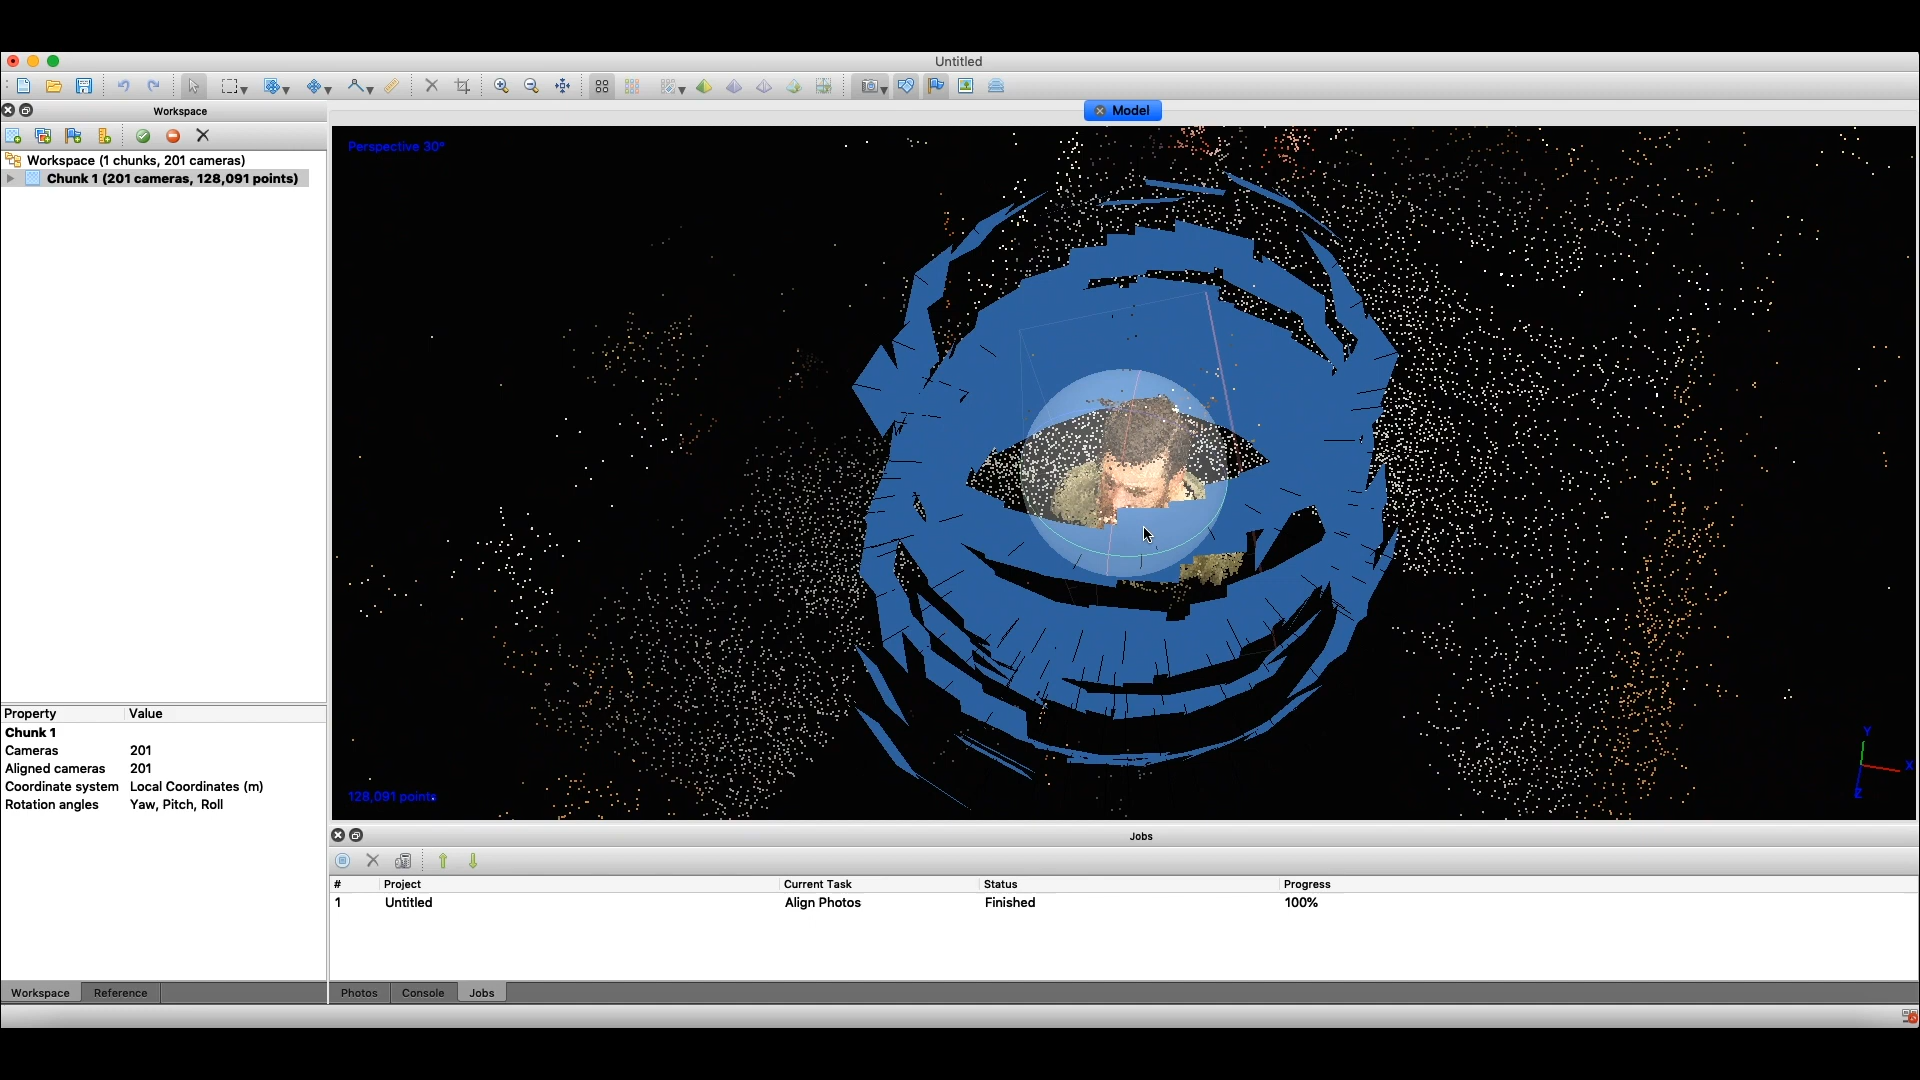 Untitled
Workspace
Model
Workspace (1 chunks, 201 cameras)
Chunk 1 (201 cameras, 128,091 points)
Perspective 30°
Property Value
Chunk 1
Cameras 201
Aligned cameras 201
Coordinate system Local Coordinates (m)
Rotation angles Yaw, Pitch, Roll
Y
X
Z
128,091 points
Jobs
# Project Current Task Status Progress
1 Untitled Align Photos Finished 100%
Workspace Reference Photos Console Jobs